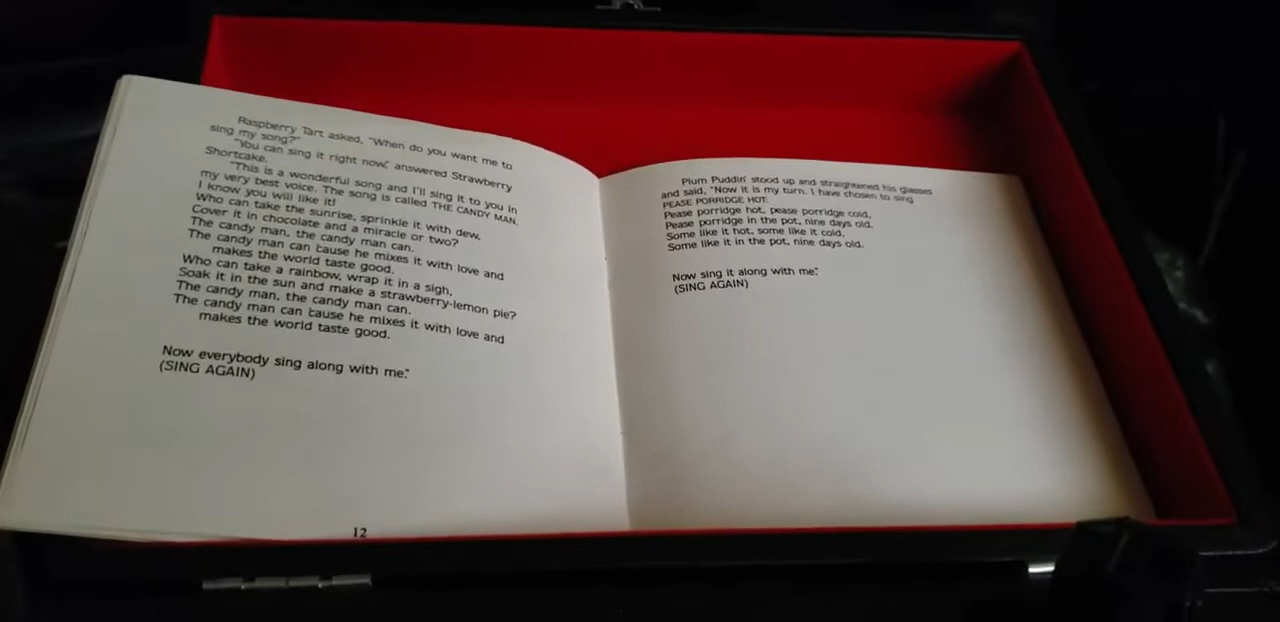 Raspberry Tart asked, "When do you want me to
sing my song?"
"You can sing it right now," answered Strawberry
Shortcake.
"This is a wonderful song and I'll sing it to you in
my very best voice. The song is called THE CANDY MAN.
I know you will like it!
Who can take the sunrise, sprinkle it with dew,
Cover it in chocolate and a miracle or two?
The candy man, the candy man can.
The candy man can 'cause he mixes it with love and
makes the world taste good.
Who can take a rainbow, wrap it in a sigh,
Soak it in the sun and make a strawberry-lemon pie?
The candy man, the candy man can.
The candy man can 'cause he mixes it with love and
makes the world taste good.
Now everybody sing along with me."
(SING AGAIN)
12
Plum Puddin' stood up and straightened his glasses
and said, "Now it is my turn. I have chosen to sing
PEASE PORRIDGE HOT.
Pease porridge hot, pease porridge cold,
Pease porridge in the pot, nine days old.
Some like it hot, some like it cold,
Some like it in the pot, nine days old.
Now sing it along with me."
(SING AGAIN)